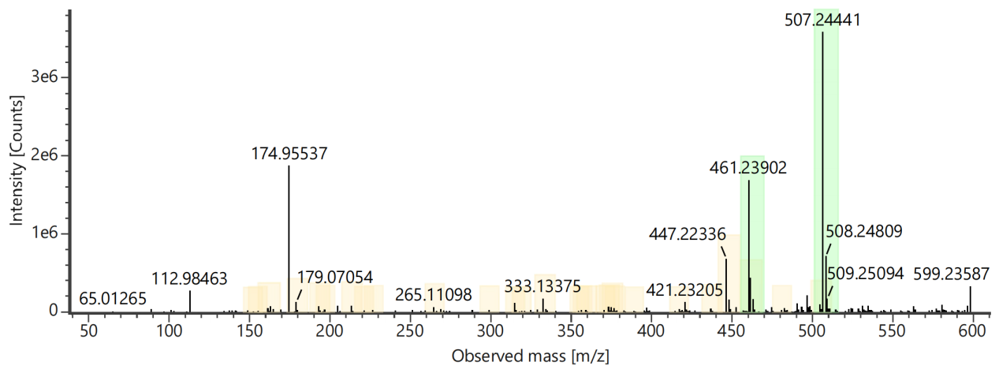 507.24441
3e6
174.95537
2e6
461.23902
Intensity [Counts]
447.22336
508.24809
1e6
112.98463
179.07054
333.13375
509.25094
599.23587
65.01265
265.11098
421.23205
0
50 100 150 200 250 300 350 400 450 500 550 600
Observed mass [m/z]